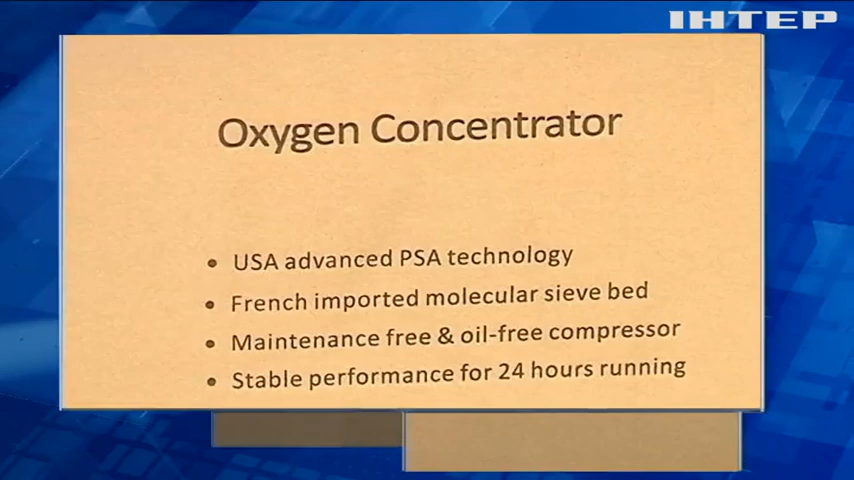 ІНТЕР
Oxygen Concentrator
• USA advanced PSA technology
• French imported molecular sieve bed
• Maintenance free & oil-free compressor
• Stable performance for 24 hours running